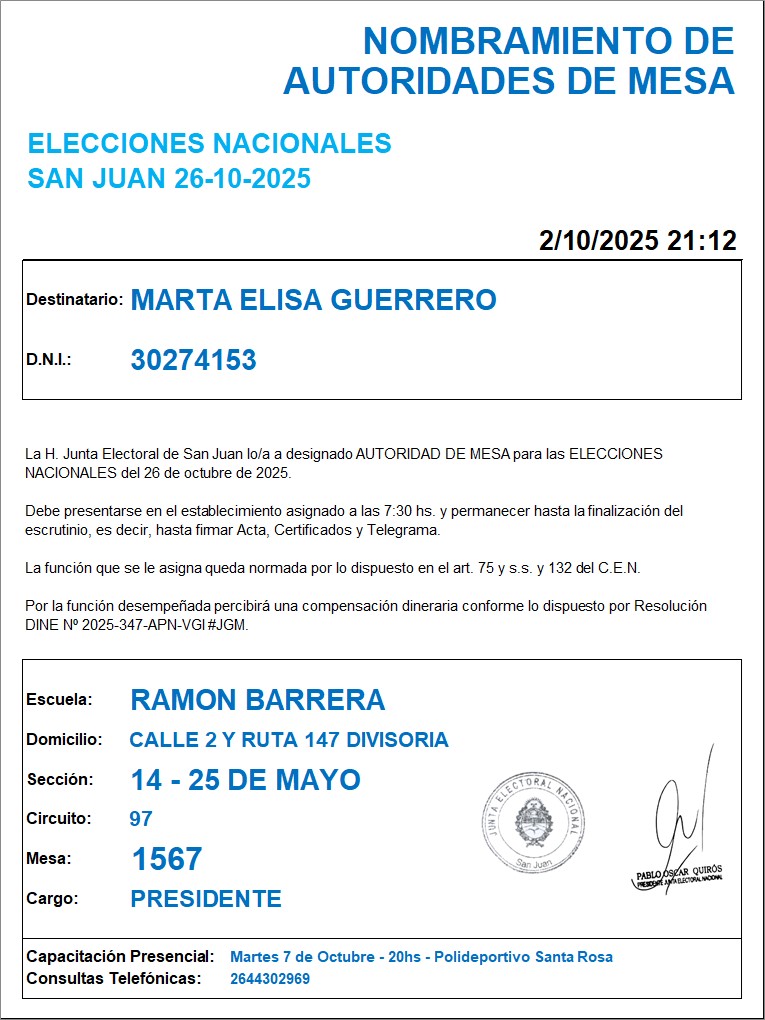 NOMBRAMIENTO DE
AUTORIDADES DE MESA
ELECCIONES NACIONALES
SAN JUAN 26-10-2025
2/10/2025 21:12
Destinatario: MARTA ELISA GUERRERO
D.N.I.: 30274153
La H. Junta Electoral de San Juan lo/a a designado AUTORIDAD DE MESA para las ELECCIONES
NACIONALES del 26 de octubre de 2025.
Debe presentarse en el establecimiento asignado a las 7:30 hs. y permanecer hasta la finalización del
escrutinio, es decir, hasta firmar Acta, Certificados y Telegrama.
La función que se le asigna queda normada por lo dispuesto en el art. 75 y s.s. y 132 del C.E.N.
Por la función desempeñada percibirá una compensación dineraria conforme lo dispuesto por Resolución
DINE Nº 2025-347-APN-VGI#JGM.
Escuela: RAMON BARRERA
Domicilio: CALLE 2 Y RUTA 147 DIVISORIA
Sección: 14 - 25 DE MAYO
Circuito: 97
Mesa: 1567
Cargo: PRESIDENTE
JUNTA ELECTORAL NACIONAL
San Juan
PABLO OSCAR QUIRÓS
PRESIDENTE JUNTA ELECTORAL NACIONAL
Capacitación Presencial: Martes 7 de Octubre - 20hs - Polideportivo Santa Rosa
Consultas Telefónicas: 2644302969